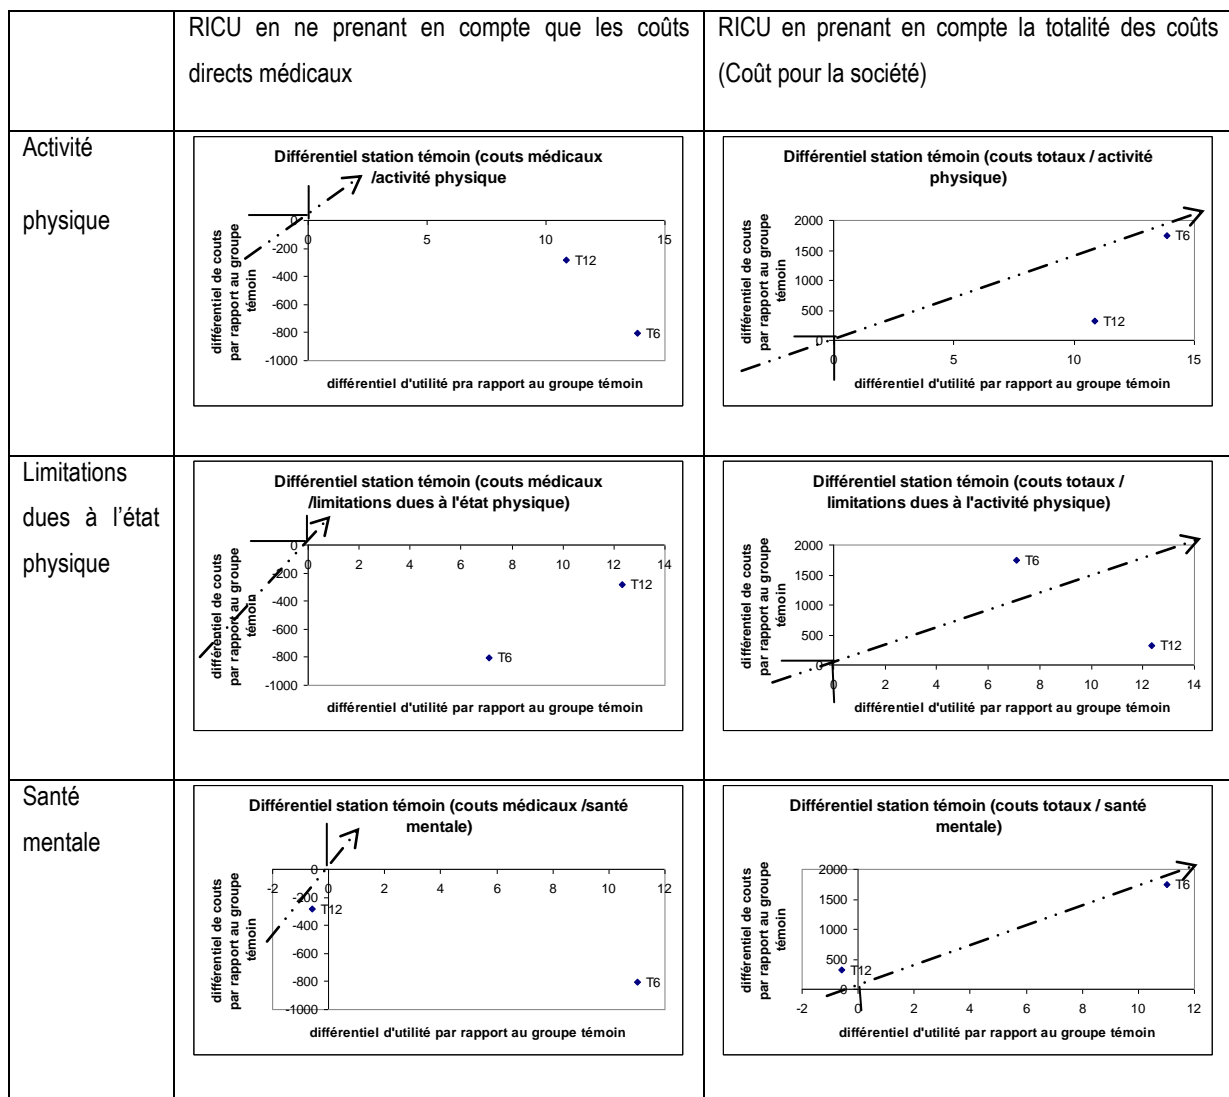 RICU en ne prenant en compte que les coûts
directs médicaux
RICU en prenant en compte la totalité des coûts
(Coût pour la société)
Activité
physique
Différentiel station témoin (couts médicaux
/activité physique
différentiel de couts
par rapport au groupe
témoin
0
-200
-400
-600
-800
-1000
0 5 10 15
T12
T6
différentiel d'utilité pra rapport au groupe témoin
Différentiel station témoin (couts totaux / activité
physique)
différentiel de couts
par rapport au groupe
témoin
2000
1500
1000
500
0
T6
T12
0 5 10 15
différentiel d'utilité par rapport au groupe témoin
Limitations
dues à l'état
physique
Différentiel station témoin (couts médicaux
/limitations dues à l'état physique)
différentiel de couts
par rapport au groupe
témoin
0
-200
-400
-600
-800
-1000
0 2 4 6 8 10 12 14
T12
T6
différentiel d'utilité par rapport au groupe témoin
Différentiel station témoin (couts totaux /
limitations dues à l'activité physique)
différentiel de couts
par rapport au groupe
témoin
2000
1500
1000
500
0
T6
T12
0 2 4 6 8 10 12 14
différentiel d'utilité par rapport au groupe témoin
Santé
mentale
Différentiel station témoin (couts médicaux /santé
mentale)
différentiel de couts
par rapport au groupe
témoin
0
-200
-400
-600
-800
-1000
-2 0 2 4 6 8 10 12
T12
T6
différentiel d'utilité par rapport au groupe témoin
Différentiel station témoin (couts totaux / santé
mentale)
différentiel de couts
par rapport au groupe
témoin
2000
1500
1000
500
0
T6
T12
-2 0 2 4 6 8 10 12
différentiel d'utilité par rapport au groupe témoin